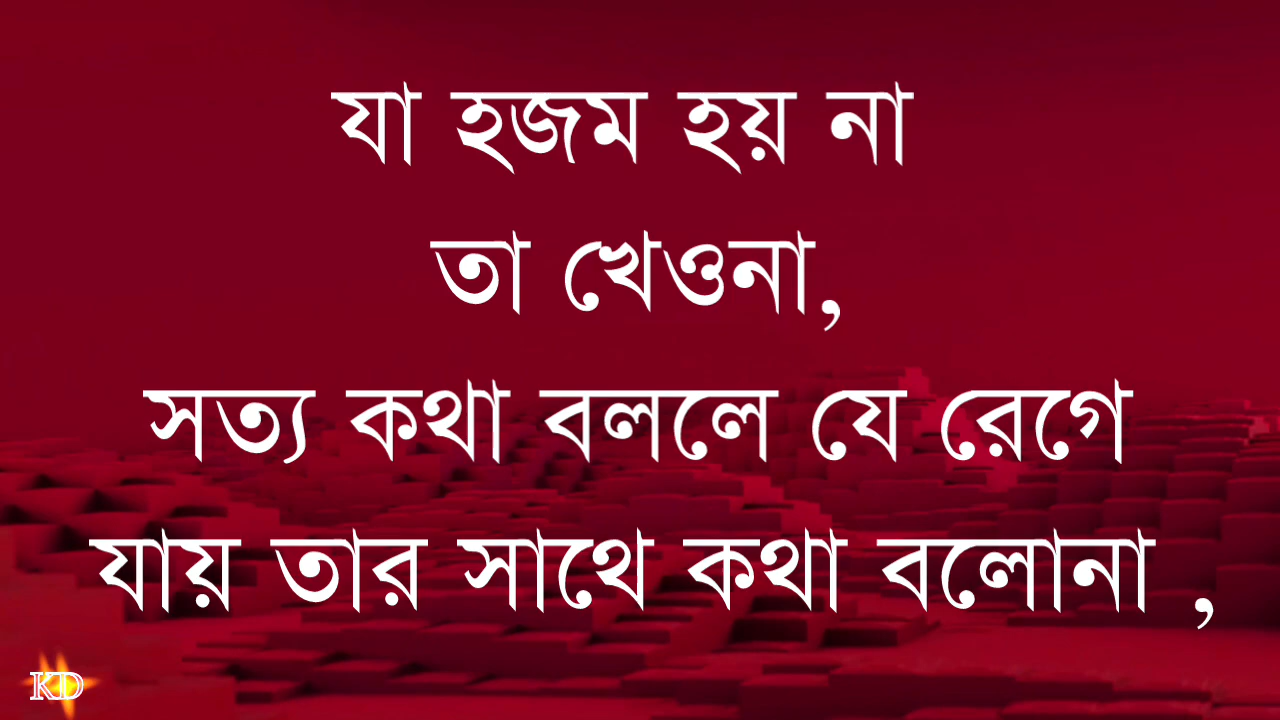 যা হজম হয় না
তা খেওনা,
সত্য কথা বললে যে রেগে
যায় তার সাথে কথা বলোনা ,
KD